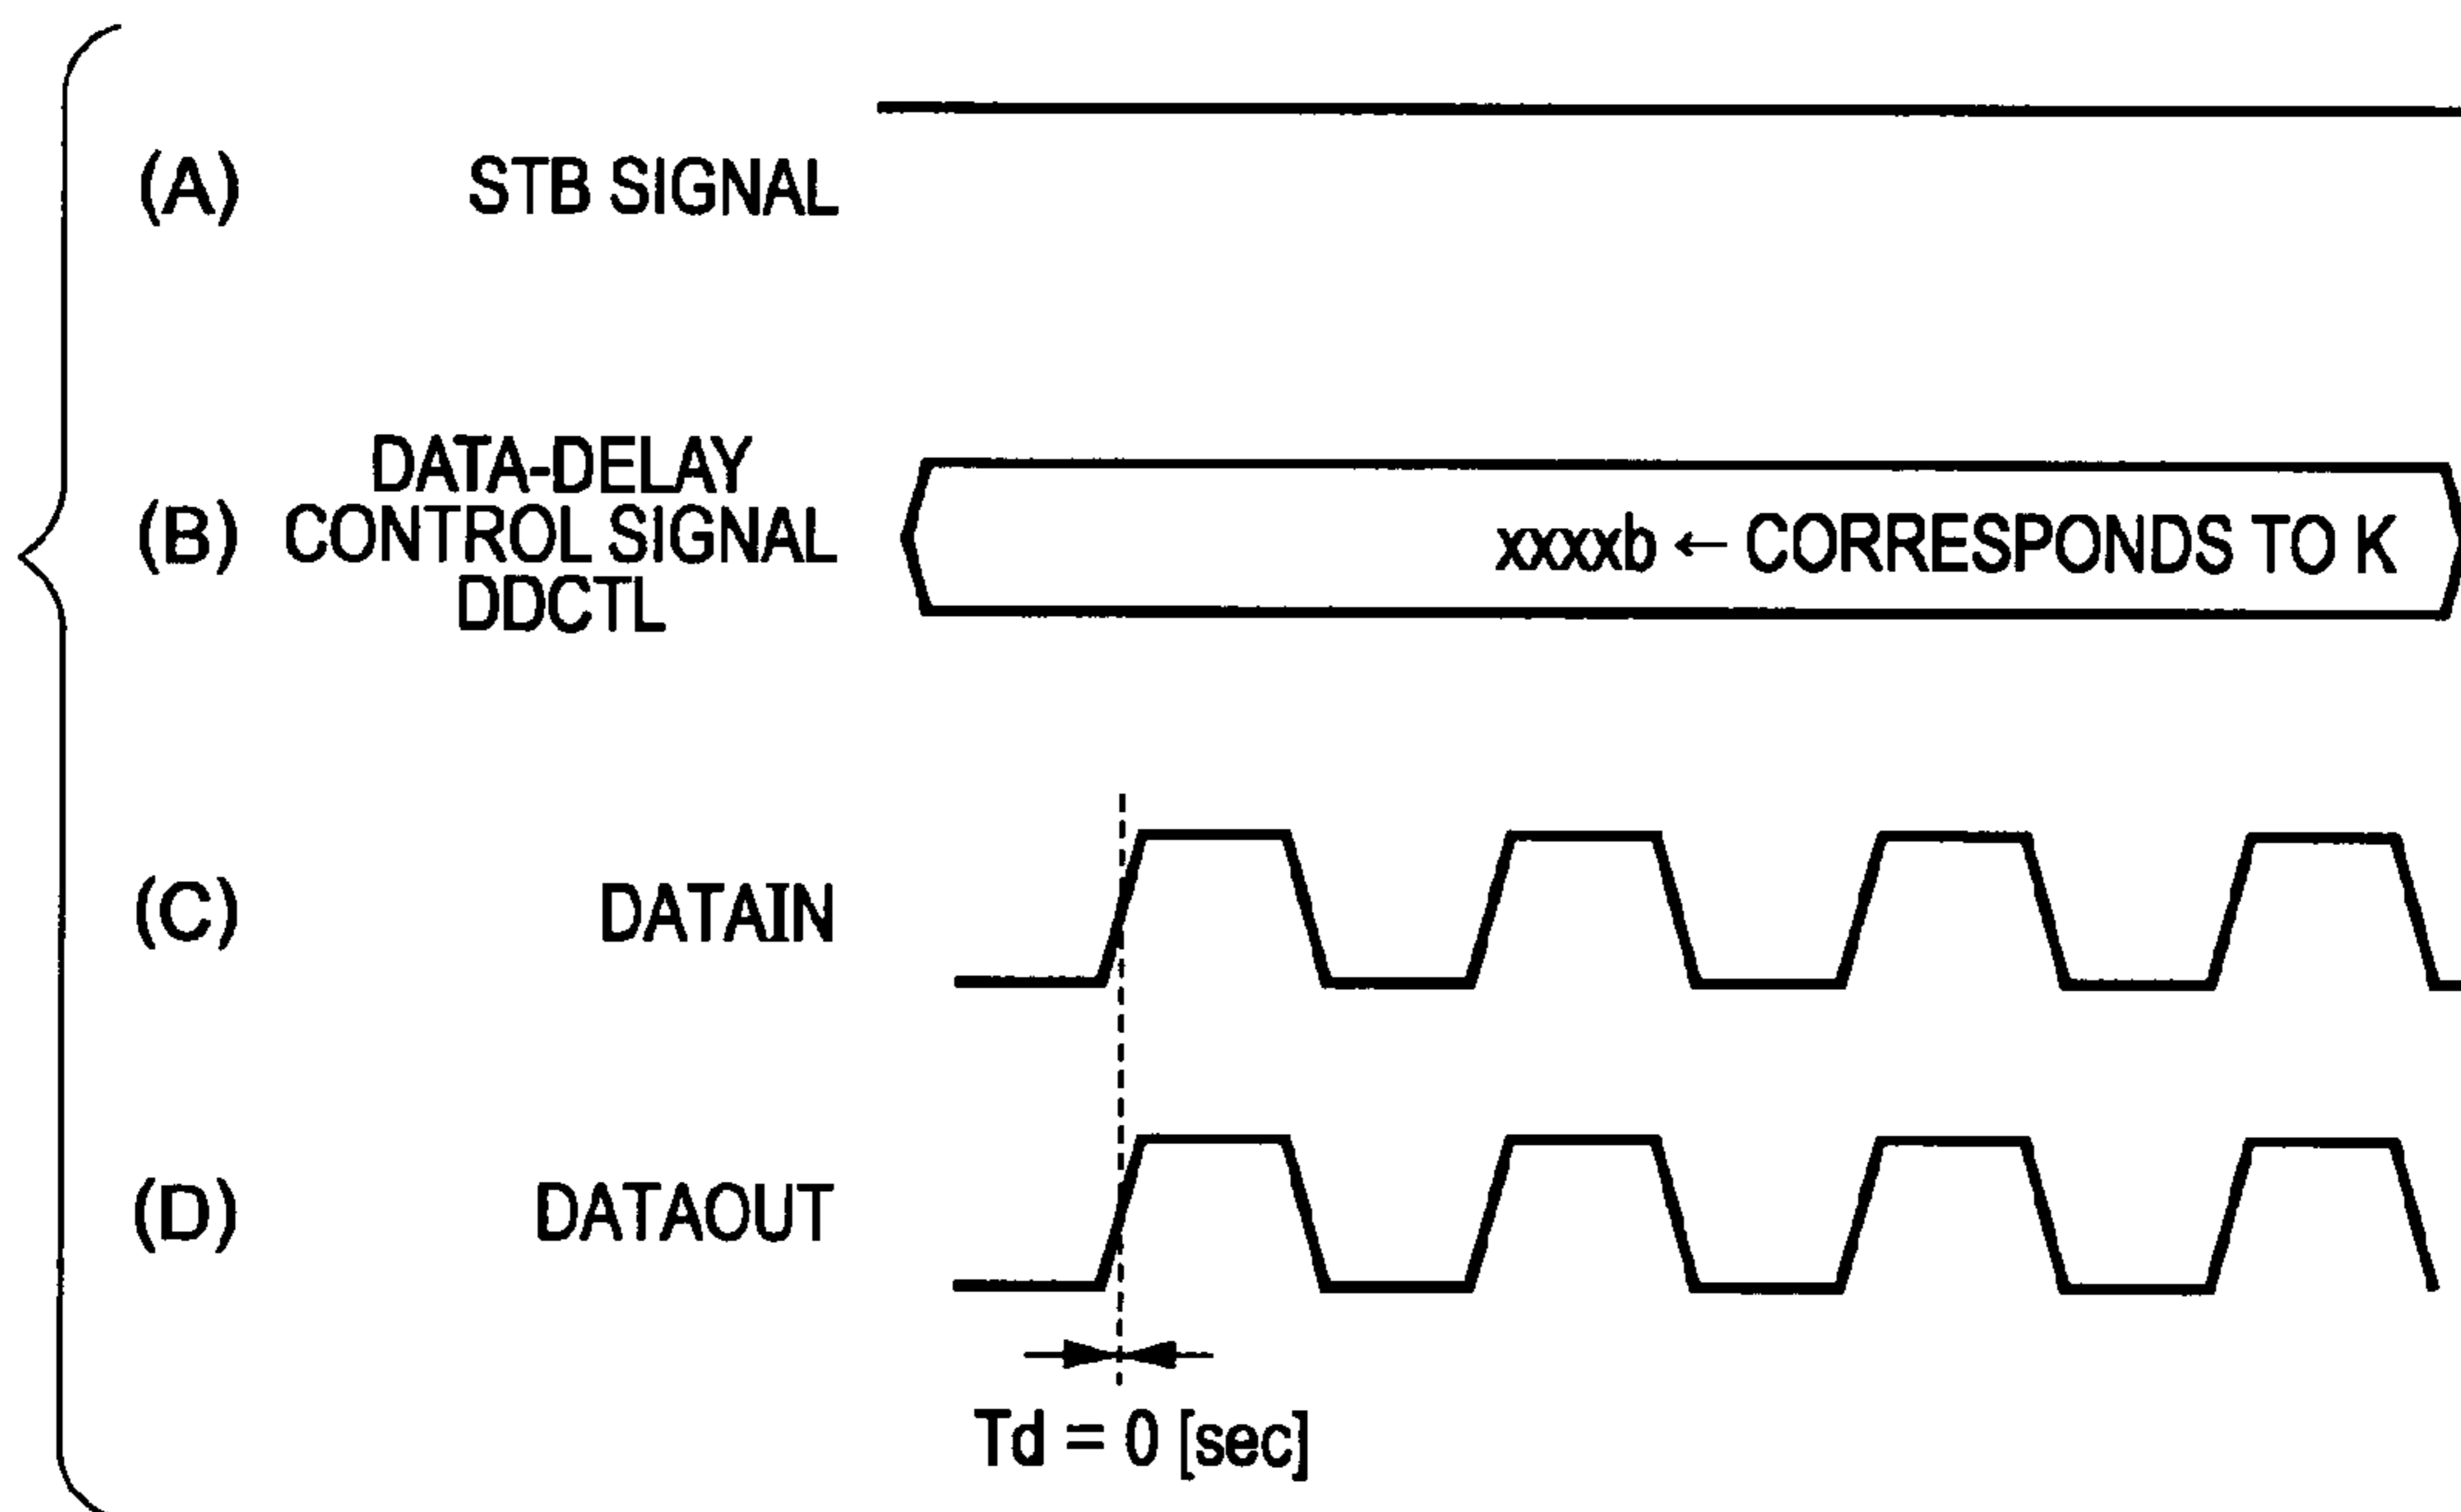 (A) STB SIGNAL
DATA-DELAY
(B) CONTROL SIGNAL
DDCTL
xxxxb ← CORRESPONDS TO K
(C) DATAIN
(D) DATAOUT
Td = 0 [sec]